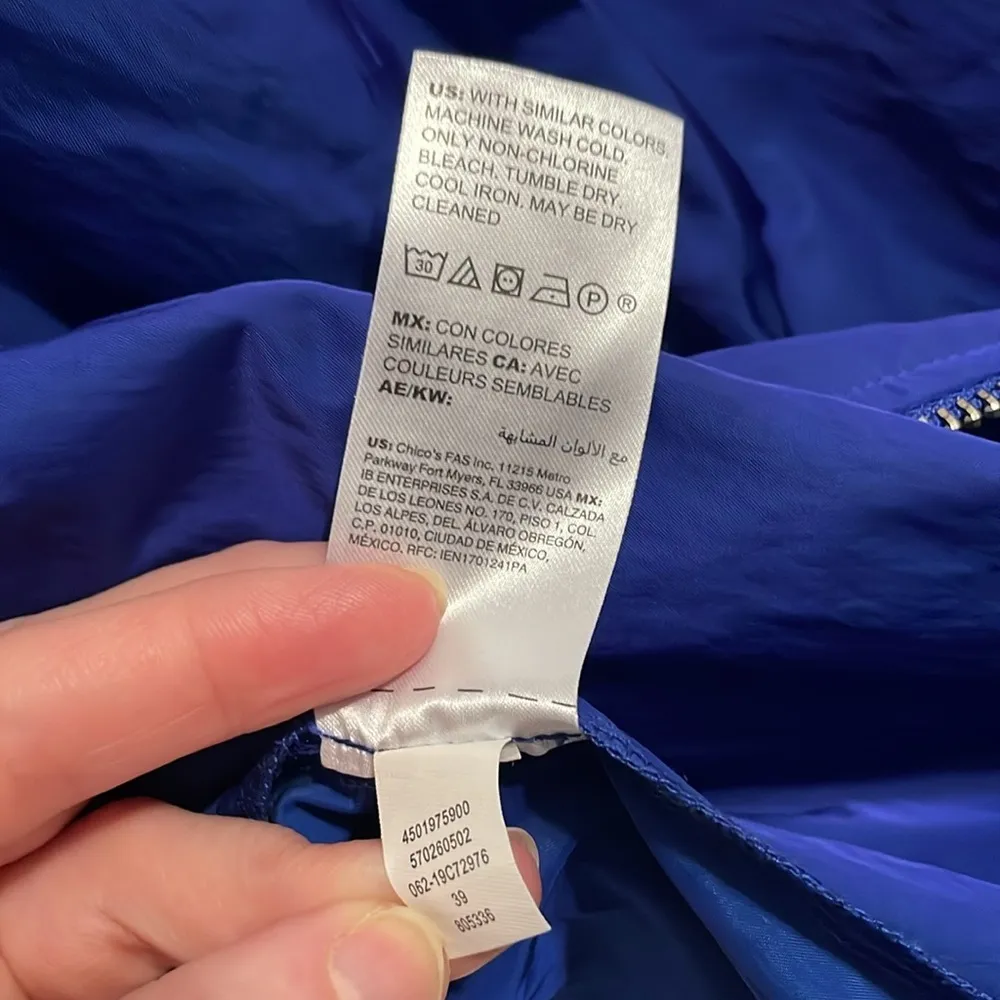 US: WITH SIMILAR COLORS,
MACHINE WASH COLD.
ONLY NON-CHLORINE
BLEACH. TUMBLE DRY.
COOL IRON. MAY BE DRY
CLEANED
30 P ®
MX: CON COLORES
SIMILARES CA: AVEC
COULEURS SEMBLABLES
AE/KW:
مع الألوان المشابهة
US: Chico's FAS Inc. 11215 Metro
Parkway Fort Myers, FL 33966 USA MX:
IB ENTERPRISES S.A. DE C.V. CALZADA
DE LOS LEONES NO. 170, PISO 1, COL.
LOS ALPES, DEL. ÁLVARO OBREGÓN,
C.P. 01010, CIUDAD DE MÉXICO,
MÉXICO. RFC: IEN1701241PA
4501975900
570260502
062-19C72976
39
805336